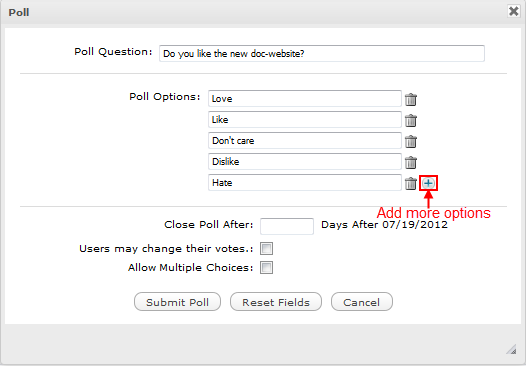 Poll
Poll Question: Do you like the new doc-website?
Poll Options: Love
Like
Don't care
Dislike
Hate
Add more options
Close Poll After: Days After 07/19/2012
Users may change their votes.:
Allow Multiple Choices:
Submit Poll Reset Fields Cancel